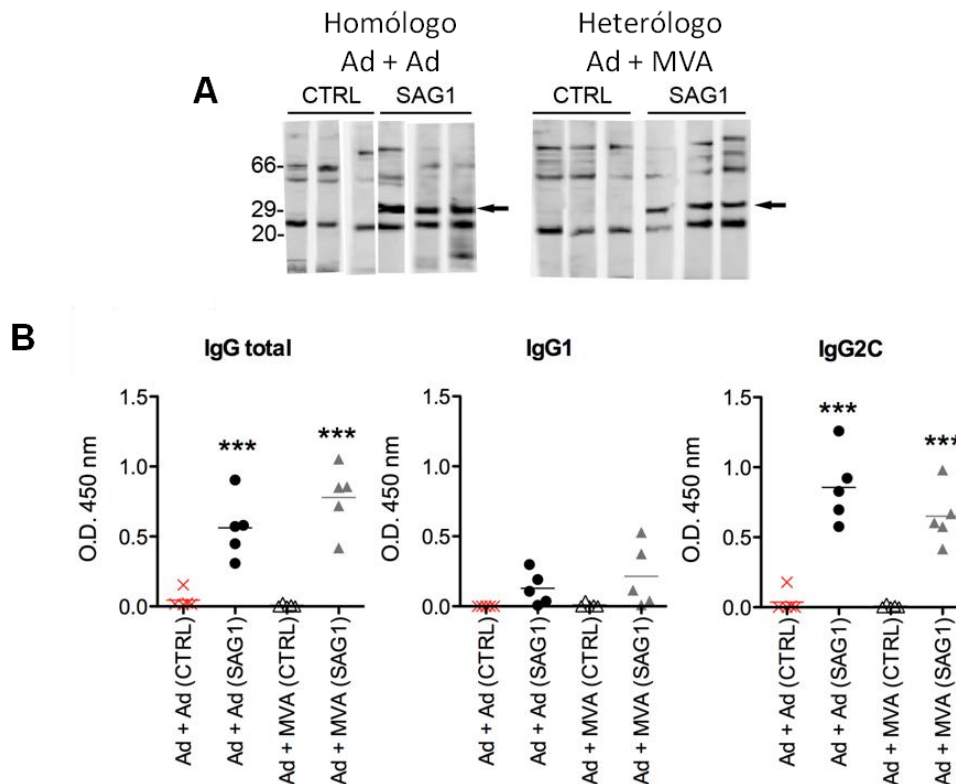 Homólogo
Ad + Ad
Heterólogo
Ad + MVA
A
CTRL
SAG1
CTRL
SAG1
66-
29-
20-
B
IgG total
O.D. 450 nm
1.5
1.0
0.5
0.0
***
***
Ad + Ad (CTRL)
Ad + Ad (SAG1)
Ad + MVA (CTRL)
Ad + MVA (SAG1)
IgG1
O.D. 450 nm
1.5
1.0
0.5
0.0
Ad + Ad (CTRL)
Ad + Ad (SAG1)
Ad + MVA (CTRL)
Ad + MVA (SAG1)
IgG2C
O.D. 450 nm
1.5
1.0
0.5
0.0
***
***
Ad + Ad (CTRL)
Ad + Ad (SAG1)
Ad + MVA (CTRL)
Ad + MVA (SAG1)